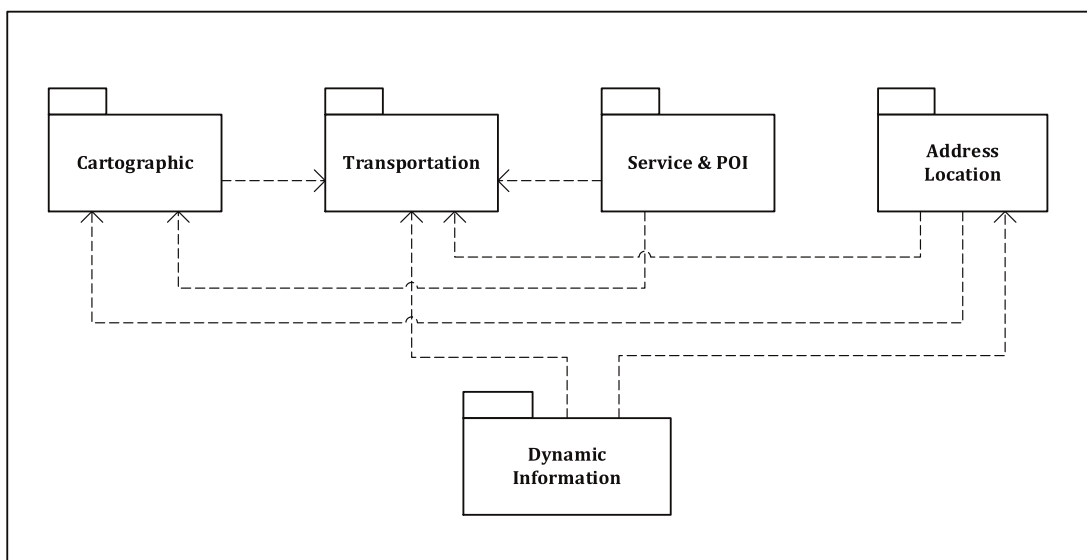 Cartographic
Transportation
Service & POI
Address
Location
Dynamic
Information